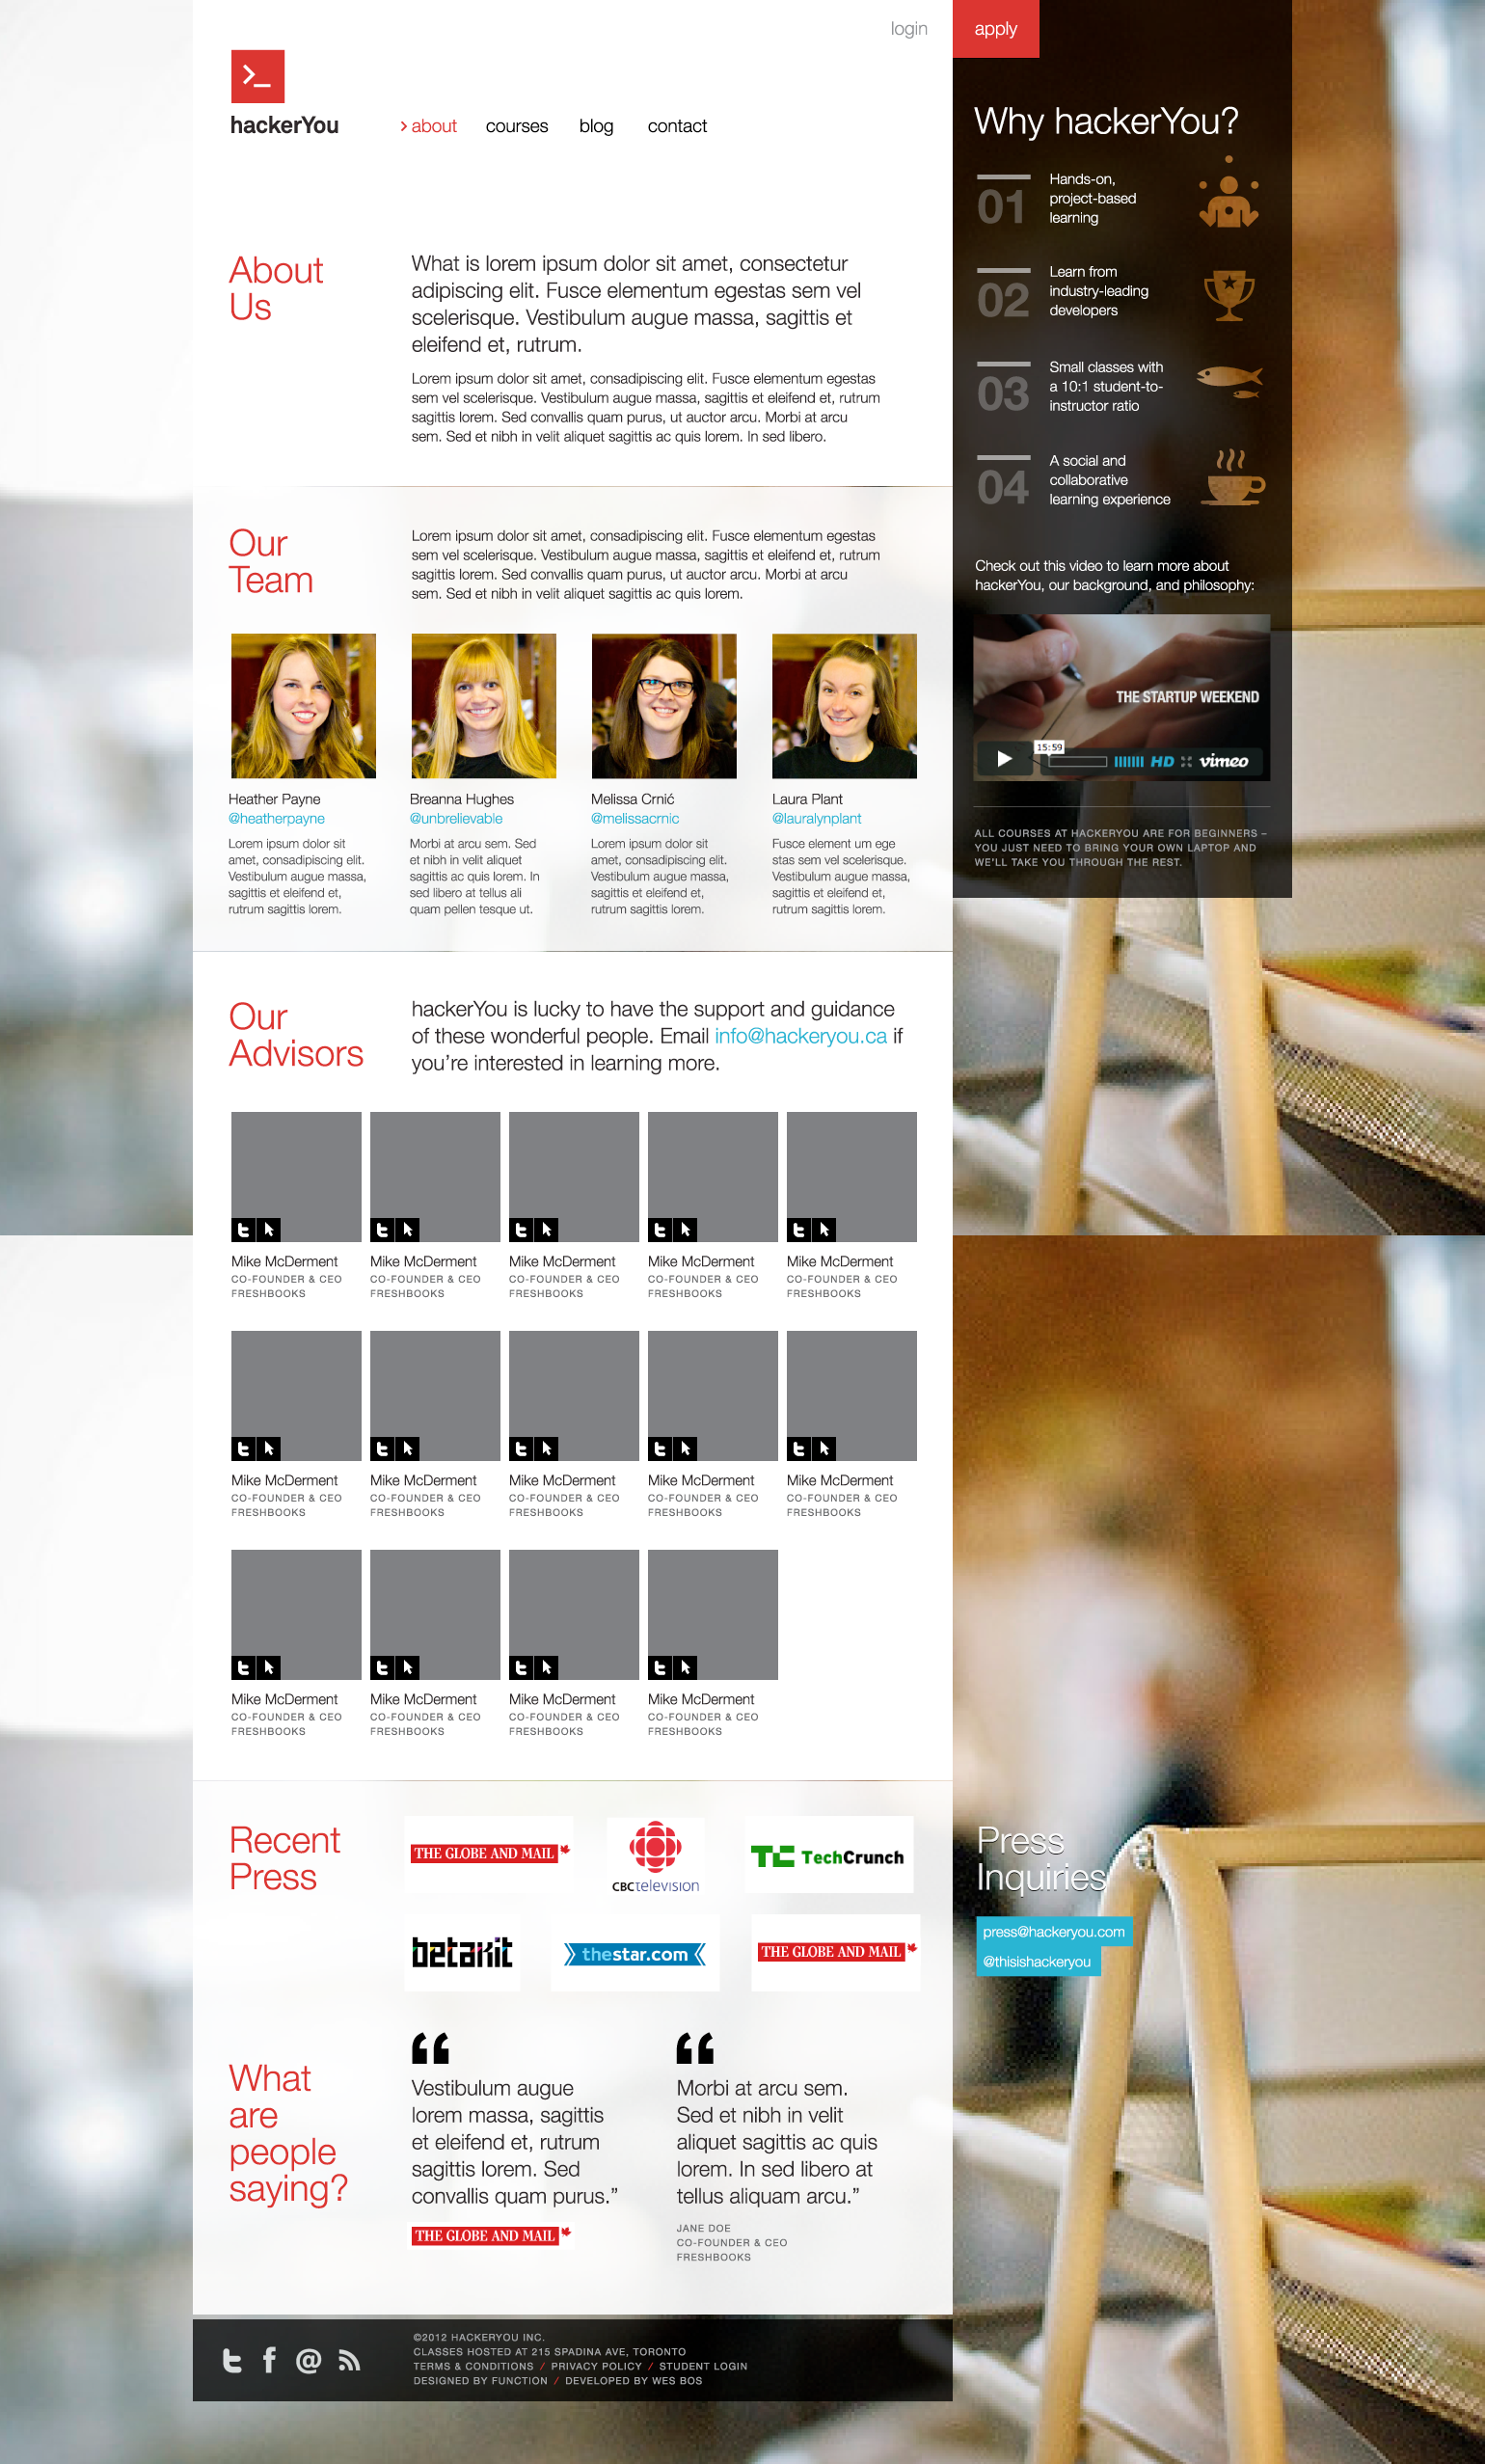 login
apply
>_
hackerYou
> about
courses
blog
contact
About
Us
What is lorem ipsum dolor sit amet, consectetur
adipiscing elit. Fusce elementum egestas sem vel
scelerisque. Vestibulum augue massa, sagittis et
eleifend et, rutrum.
Lorem ipsum dolor sit amet, consadipiscing elit. Fusce elementum egestas
sem vel scelerisque. Vestibulum augue massa, sagittis et eleifend et, rutrum
sagittis lorem. Sed convallis quam purus, ut auctor arcu. Morbi at arcu
sem. Sed et nibh in velit aliquet sagittis ac quis lorem. In sed libero.
Our
Team
Lorem ipsum dolor sit amet, consadipiscing elit. Fusce elementum egestas
sem vel scelerisque. Vestibulum augue massa, sagittis et eleifend et, rutrum
sagittis lorem. Sed convallis quam purus, ut auctor arcu. Morbi at arcu
sem. Sed et nibh in velit aliquet sagittis ac quis lorem.
Heather Payne
@heatherpayne
Lorem ipsum dolor sit
amet, consadipiscing elit.
Vestibulum augue massa,
sagittis et eleifend et,
rutrum sagittis lorem.
Breanna Hughes
@unbrelievable
Morbi at arcu sem. Sed
et nibh in velit aliquet
sagittis ac quis lorem. In
sed libero at tellus ali
quam pellen tesque ut.
Melissa Crnić
@melissacrnic
Lorem ipsum dolor sit
amet, consadipiscing elit.
Vestibulum augue massa,
sagittis et eleifend et,
rutrum sagittis lorem.
Laura Plant
@lauralynplant
Fusce element um ege
stas sem vel scelerisque.
Vestibulum augue massa,
sagittis et eleifend et,
rutrum sagittis lorem.
Our
Advisors
hackerYou is lucky to have the support and guidance
of these wonderful people. Email info@hackeryou.ca if
you're interested in learning more.
Mike McDerment
CO-FOUNDER & CEO
FRESHBOOKS
Mike McDerment
CO-FOUNDER & CEO
FRESHBOOKS
Mike McDerment
CO-FOUNDER & CEO
FRESHBOOKS
Mike McDerment
CO-FOUNDER & CEO
FRESHBOOKS
Mike McDerment
CO-FOUNDER & CEO
FRESHBOOKS
Mike McDerment
CO-FOUNDER & CEO
FRESHBOOKS
Mike McDerment
CO-FOUNDER & CEO
FRESHBOOKS
Mike McDerment
CO-FOUNDER & CEO
FRESHBOOKS
Mike McDerment
CO-FOUNDER & CEO
FRESHBOOKS
Mike McDerment
CO-FOUNDER & CEO
FRESHBOOKS
Mike McDerment
CO-FOUNDER & CEO
FRESHBOOKS
Mike McDerment
CO-FOUNDER & CEO
FRESHBOOKS
Mike McDerment
CO-FOUNDER & CEO
FRESHBOOKS
Mike McDerment
CO-FOUNDER & CEO
FRESHBOOKS
Recent
Press
THE GLOBE AND MAIL
CBCtelevision
TC TechCrunch
betakit
thestar.com
THE GLOBE AND MAIL
What
are
people
saying?
“
Vestibulum augue
lorem massa, sagittis
et eleifend et, rutrum
sagittis lorem. Sed
convallis quam purus.”
THE GLOBE AND MAIL
“
Morbi at arcu sem.
Sed et nibh in velit
aliquet sagittis ac quis
lorem. In sed libero at
tellus aliquam arcu.”
JANE DOE
CO-FOUNDER & CEO
FRESHBOOKS
©2012 HACKERYOU INC.
CLASSES HOSTED AT 215 SPADINA AVE, TORONTO
TERMS & CONDITIONS / PRIVACY POLICY / STUDENT LOGIN
DESIGNED BY FUNCTION / DEVELOPED BY WES BOS
Why hackerYou?
01
Hands-on,
project-based
learning
02
Learn from
industry-leading
developers
03
Small classes with
a 10:1 student-to-
instructor ratio
04
A social and
collaborative
learning experience
Check out this video to learn more about
hackerYou, our background, and philosophy:
THE STARTUP WEEKEND
15:59
HD
vimeo
ALL COURSES AT HACKERYOU ARE FOR BEGINNERS –
YOU JUST NEED TO BRING YOUR OWN LAPTOP AND
WE'LL TAKE YOU THROUGH THE REST.
Press
Inquiries
press@hackeryou.com
@thisishackeryou